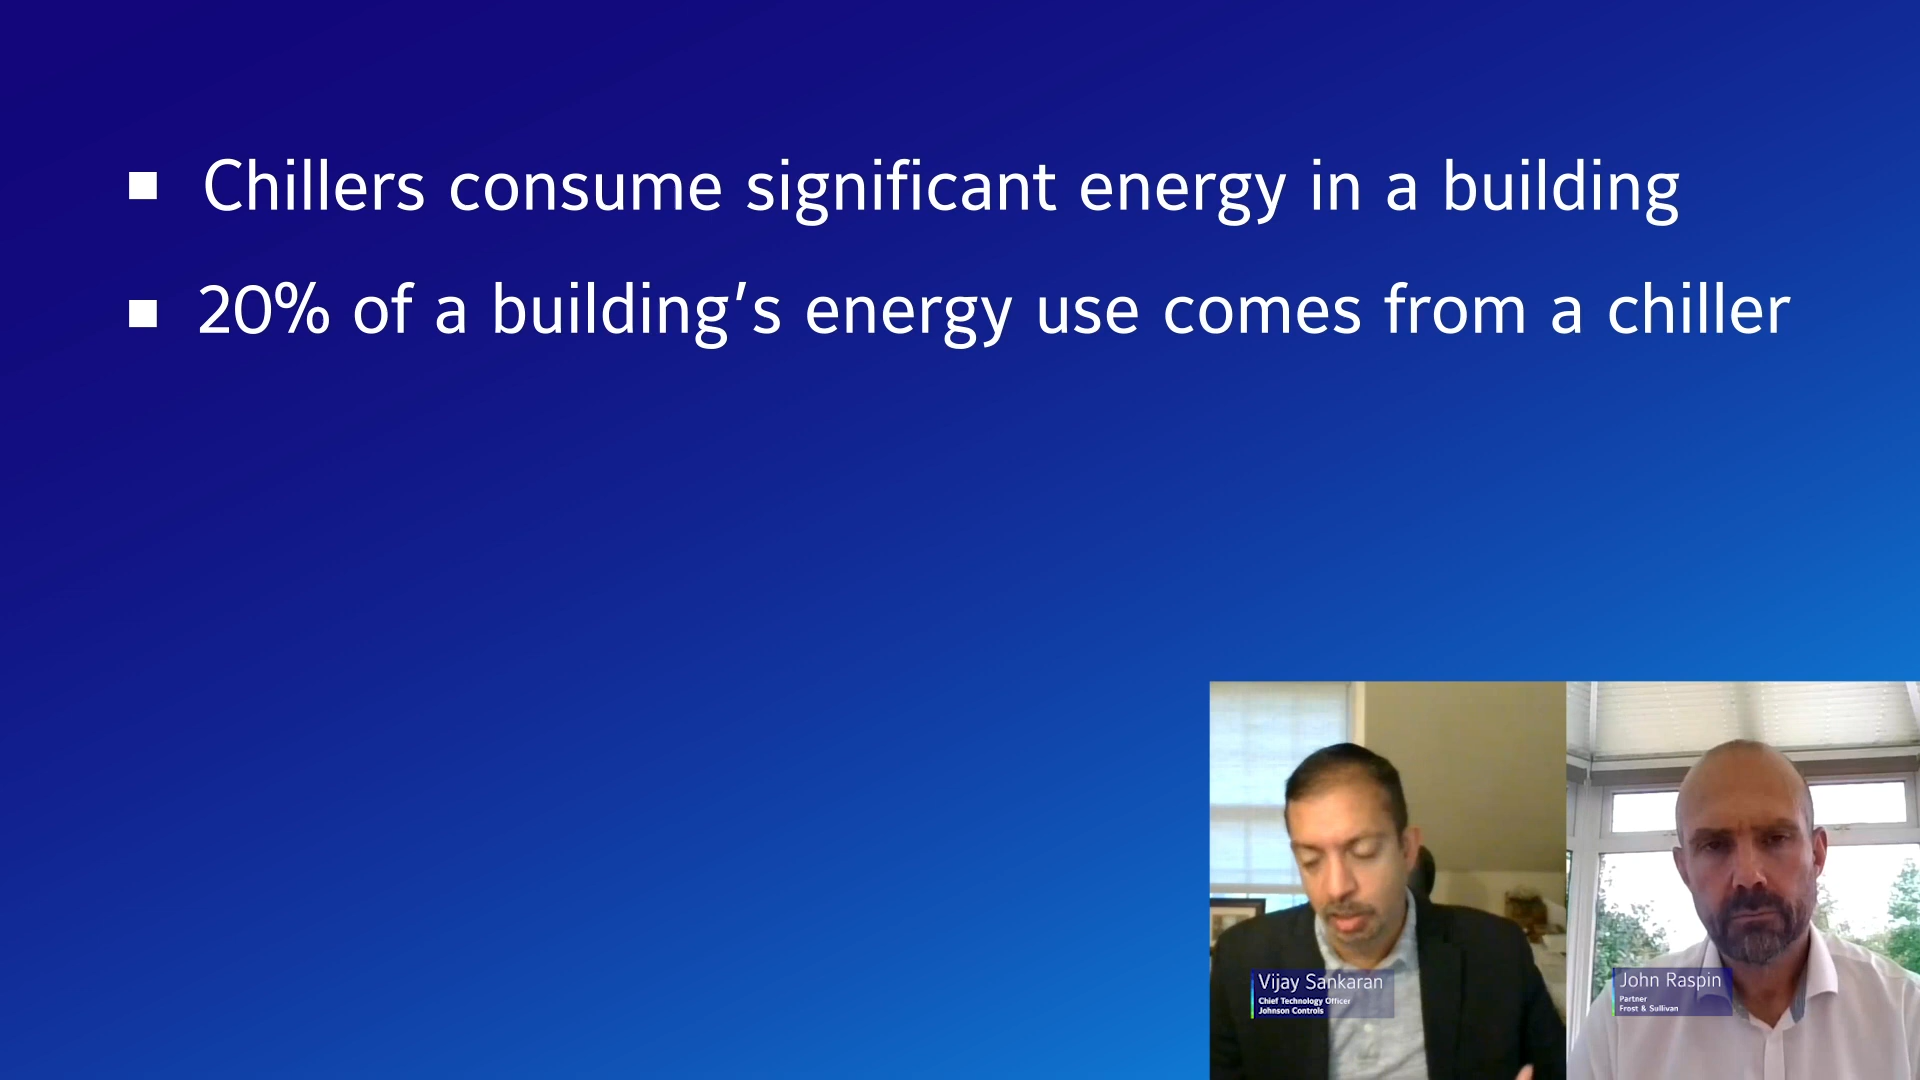 Chillers consume significant energy in a building
20% of a building's energy use comes from a chiller
Vijay Sankaran
Chief Technology Officer
Johnson Controls
John Raspin
Partner
Frost & Sullivan